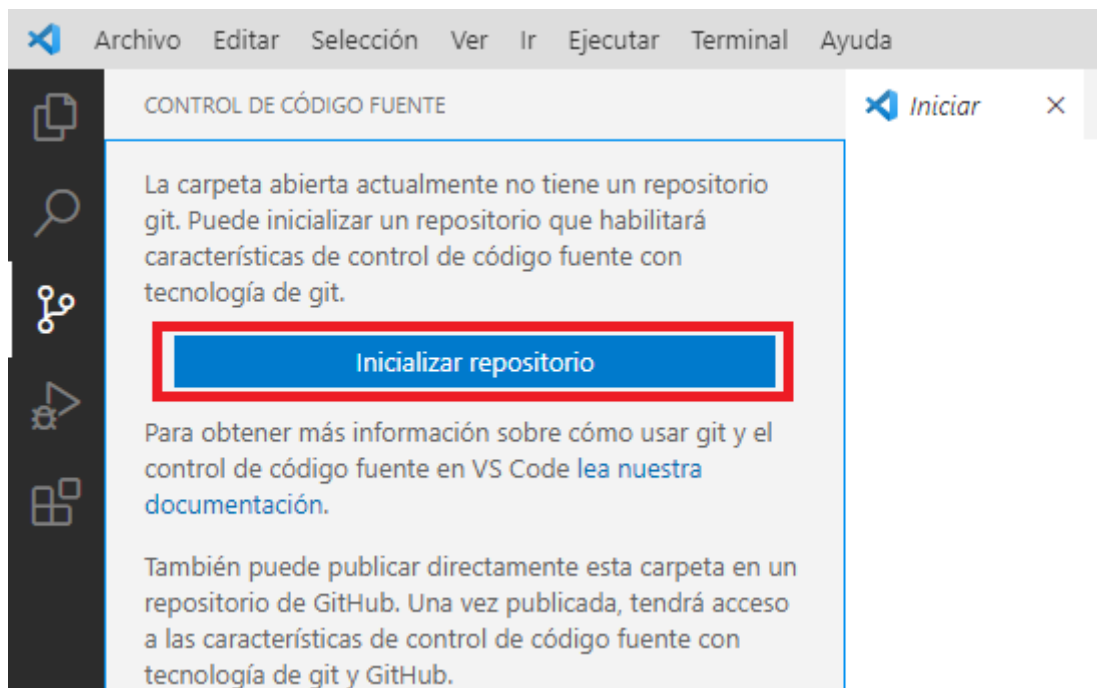 Archivo Editar Selección Ver Ir Ejecutar Terminal Ayuda
CONTROL DE CÓDIGO FUENTE
Iniciar
La carpeta abierta actualmente no tiene un repositorio
git. Puede inicializar un repositorio que habilitará
características de control de código fuente con
tecnología de git.
Inicializar repositorio
Para obtener más información sobre cómo usar git y el
control de código fuente en VS Code lea nuestra
documentación.
También puede publicar directamente esta carpeta en un
repositorio de GitHub. Una vez publicada, tendrá acceso
a las características de control de código fuente con
tecnología de git y GitHub.